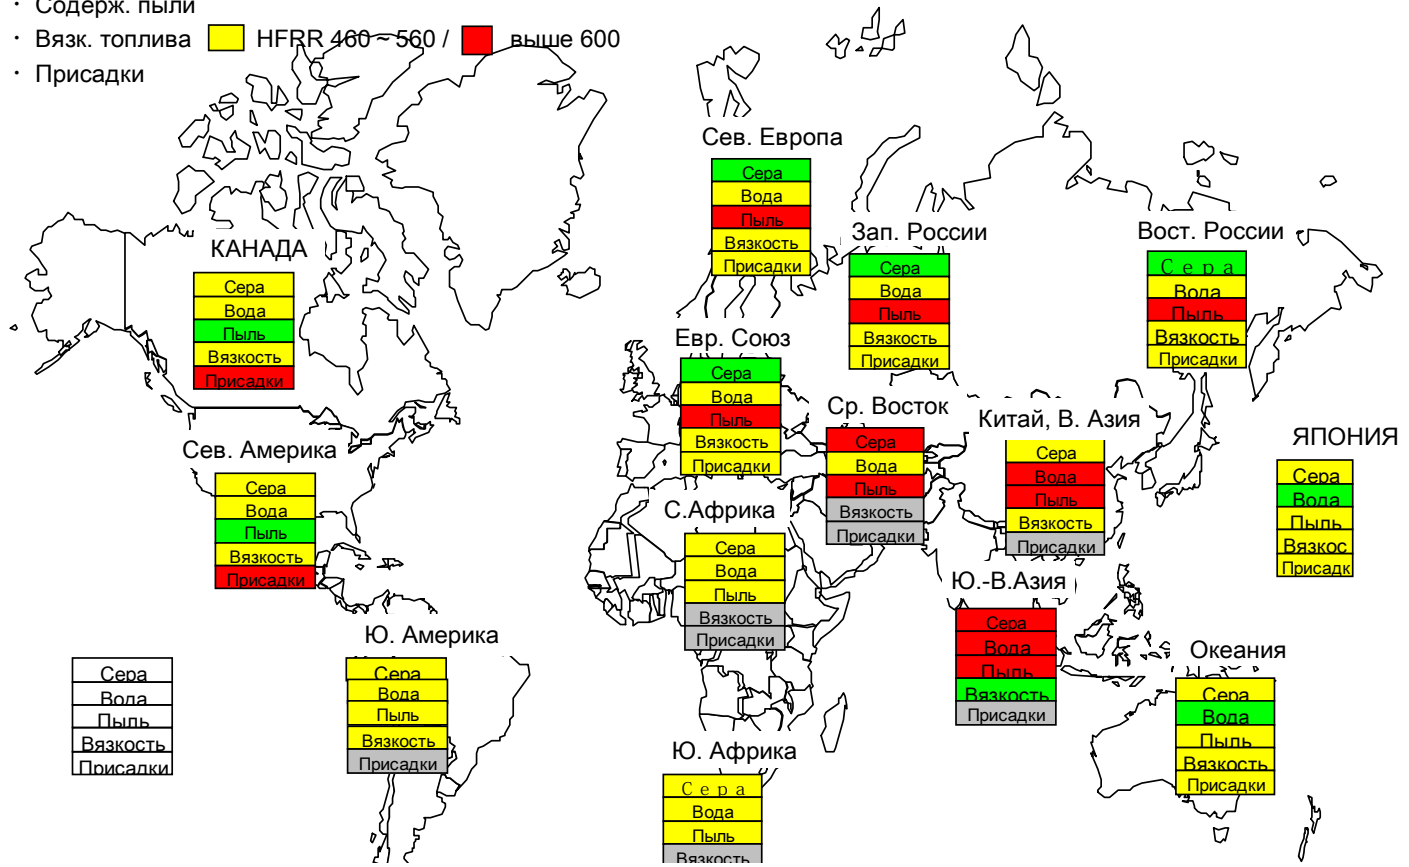 · Содерж. пыли
· Вязк. топлива HFRR 460 ~ 560 / выше 600
· Присадки
Сев. Европа
Сера
Вода
Пыль
Вязкость
Присадки
Зап. России
Сера
Вода
Пыль
Вязкость
Присадки
Вост. России
Сера
Вода
Пыль
Вязкость
Присадки
КАНАДА
Сера
Вода
Пыль
Вязкость
Присадки
Евр. Союз
Сера
Вода
Пыль
Вязкость
Присадки
Ср. Восток
Сера
Вода
Пыль
Вязкость
Присадки
Китай, В. Азия
Сера
Вода
Пыль
Вязкость
Присадки
ЯПОНИЯ
Сера
Вода
Пыль
Вязкос
Присадк
Сев. Америка
Сера
Вода
Пыль
Вязкость
Присадки
С.Африка
Сера
Вода
Пыль
Вязкость
Присадки
Ю.-В.Азия
Сера
Вода
Пыль
Вязкость
Присадки
Ю. Америка
Сера
Вода
Пыль
Вязкость
Присадки
Океания
Сера
Вода
Пыль
Вязкость
Присадки
Сера
Вода
Пыль
Вязкость
Присадки
Ю. Африка
Сера
Вода
Пыль
Вязкость